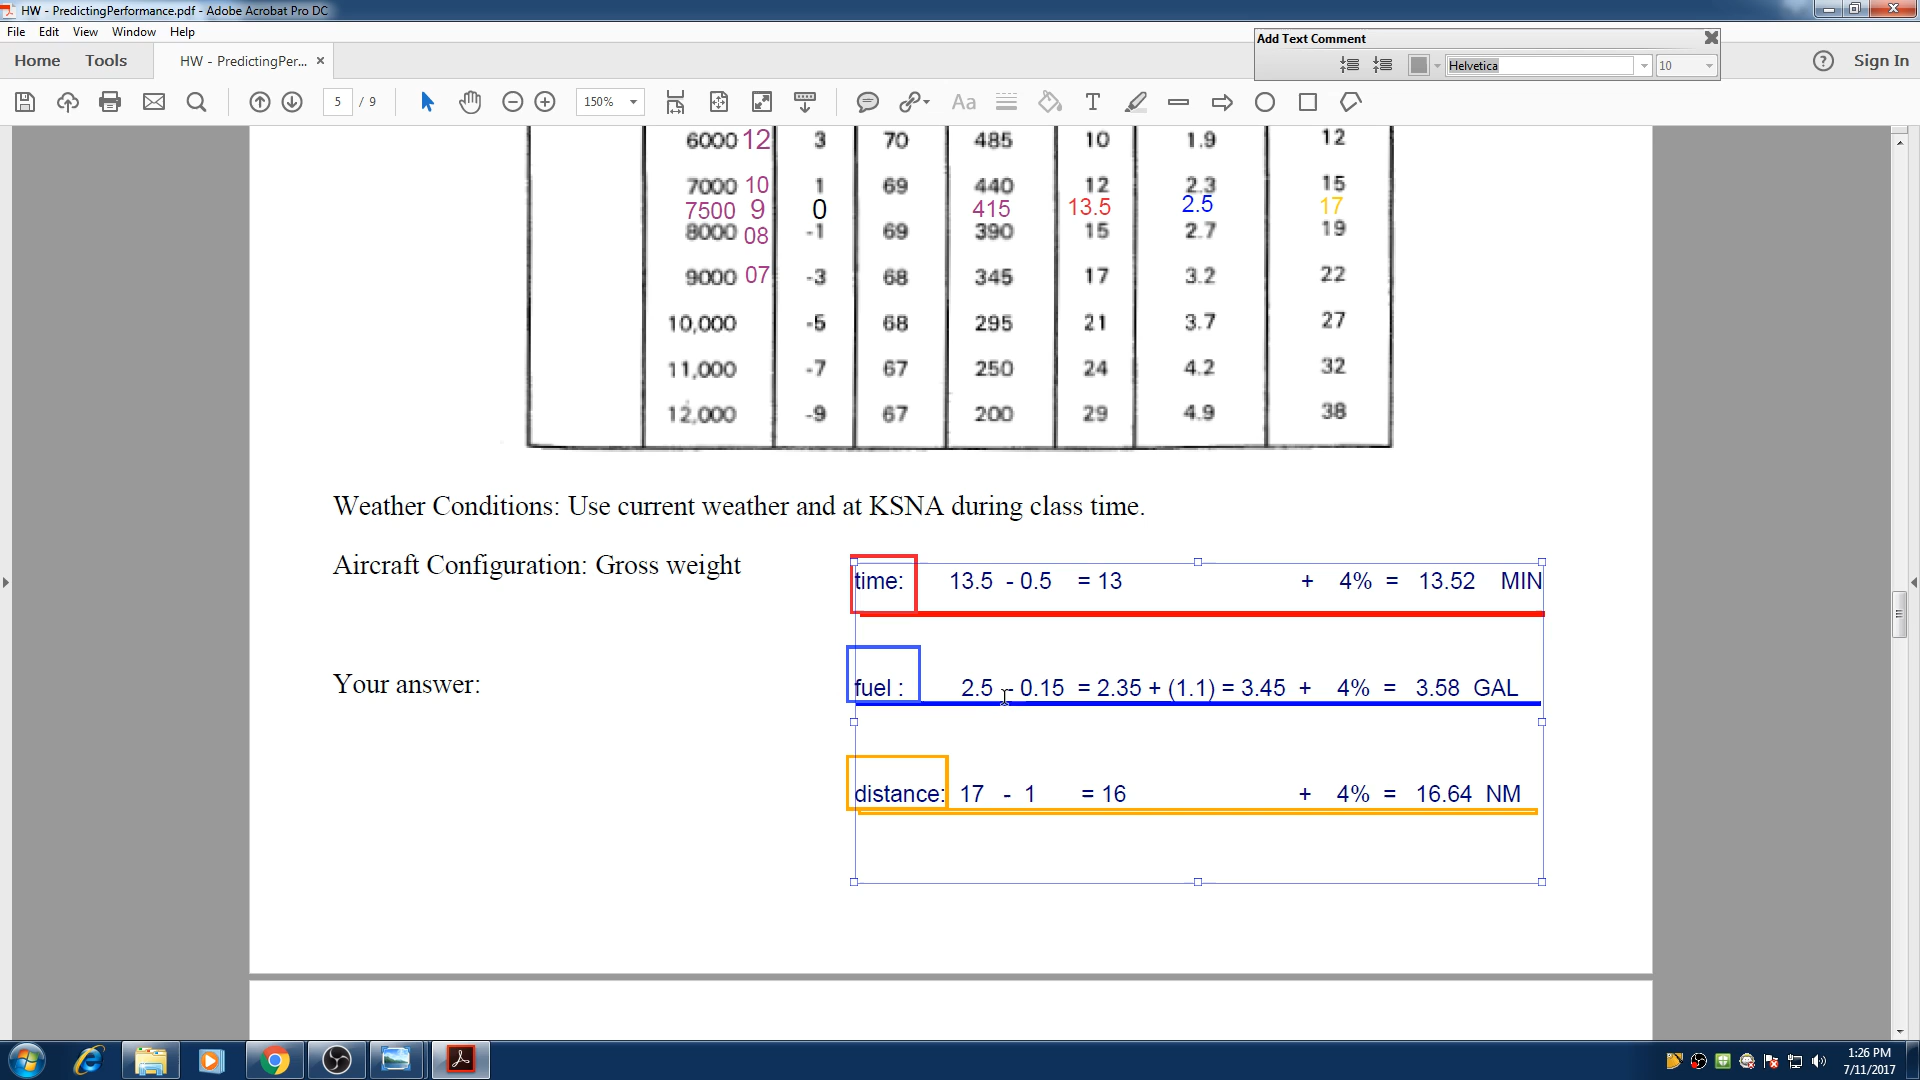 HW - PredictingPerformance.pdf - Adobe Acrobat Pro DC
File Edit View Window Help
Add Text Comment
Home Tools HW - PredictingPer... × Sign In
Helvetica 10
5 / 9 150%
6000 12 3 70 485 10 1.9 12
7000 10 1 69 440 12 2.3 15
7500 9 0 415 13.5 2.5 17
8000 08 -1 69 390 15 2.7 19
9000 07 -3 68 345 17 3.2 22
10,000 -5 68 295 21 3.7 27
11,000 -7 67 250 24 4.2 32
12,000 -9 67 200 29 4.9 38
Weather Conditions: Use current weather and at KSNA during class time.
Aircraft Configuration: Gross weight
time: 13.5 - 0.5 = 13 + 4% = 13.52 MIN
Your answer:
fuel : 2.5 - 0.15 = 2.35 + (1.1) = 3.45 + 4% = 3.58 GAL
distance: 17 - 1 = 16 + 4% = 16.64 NM
1:26 PM
7/11/2017